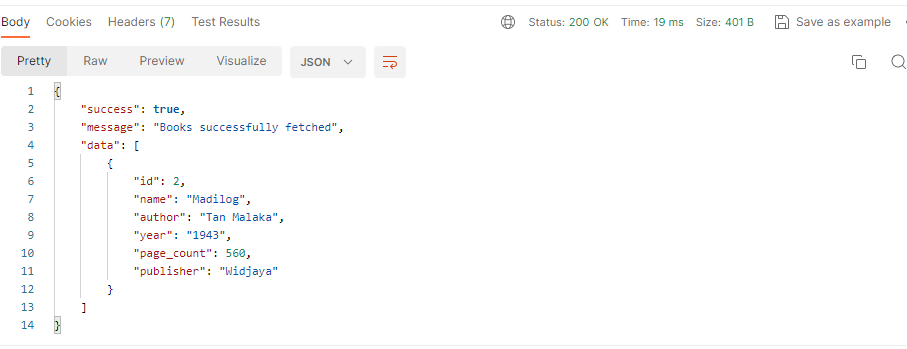 Body Cookies Headers (7) Test Results Status: 200 OK Time: 19 ms Size: 401 B Save as example
Pretty Raw Preview Visualize JSON
1 {
2 "success": true,
3 "message": "Books successfully fetched",
4 "data": [
5 {
6 "id": 2,
7 "name": "Madilog",
8 "author": "Tan Malaka",
9 "year": "1943",
10 "page_count": 560,
11 "publisher": "Widjaya"
12 }
13 ]
14 }